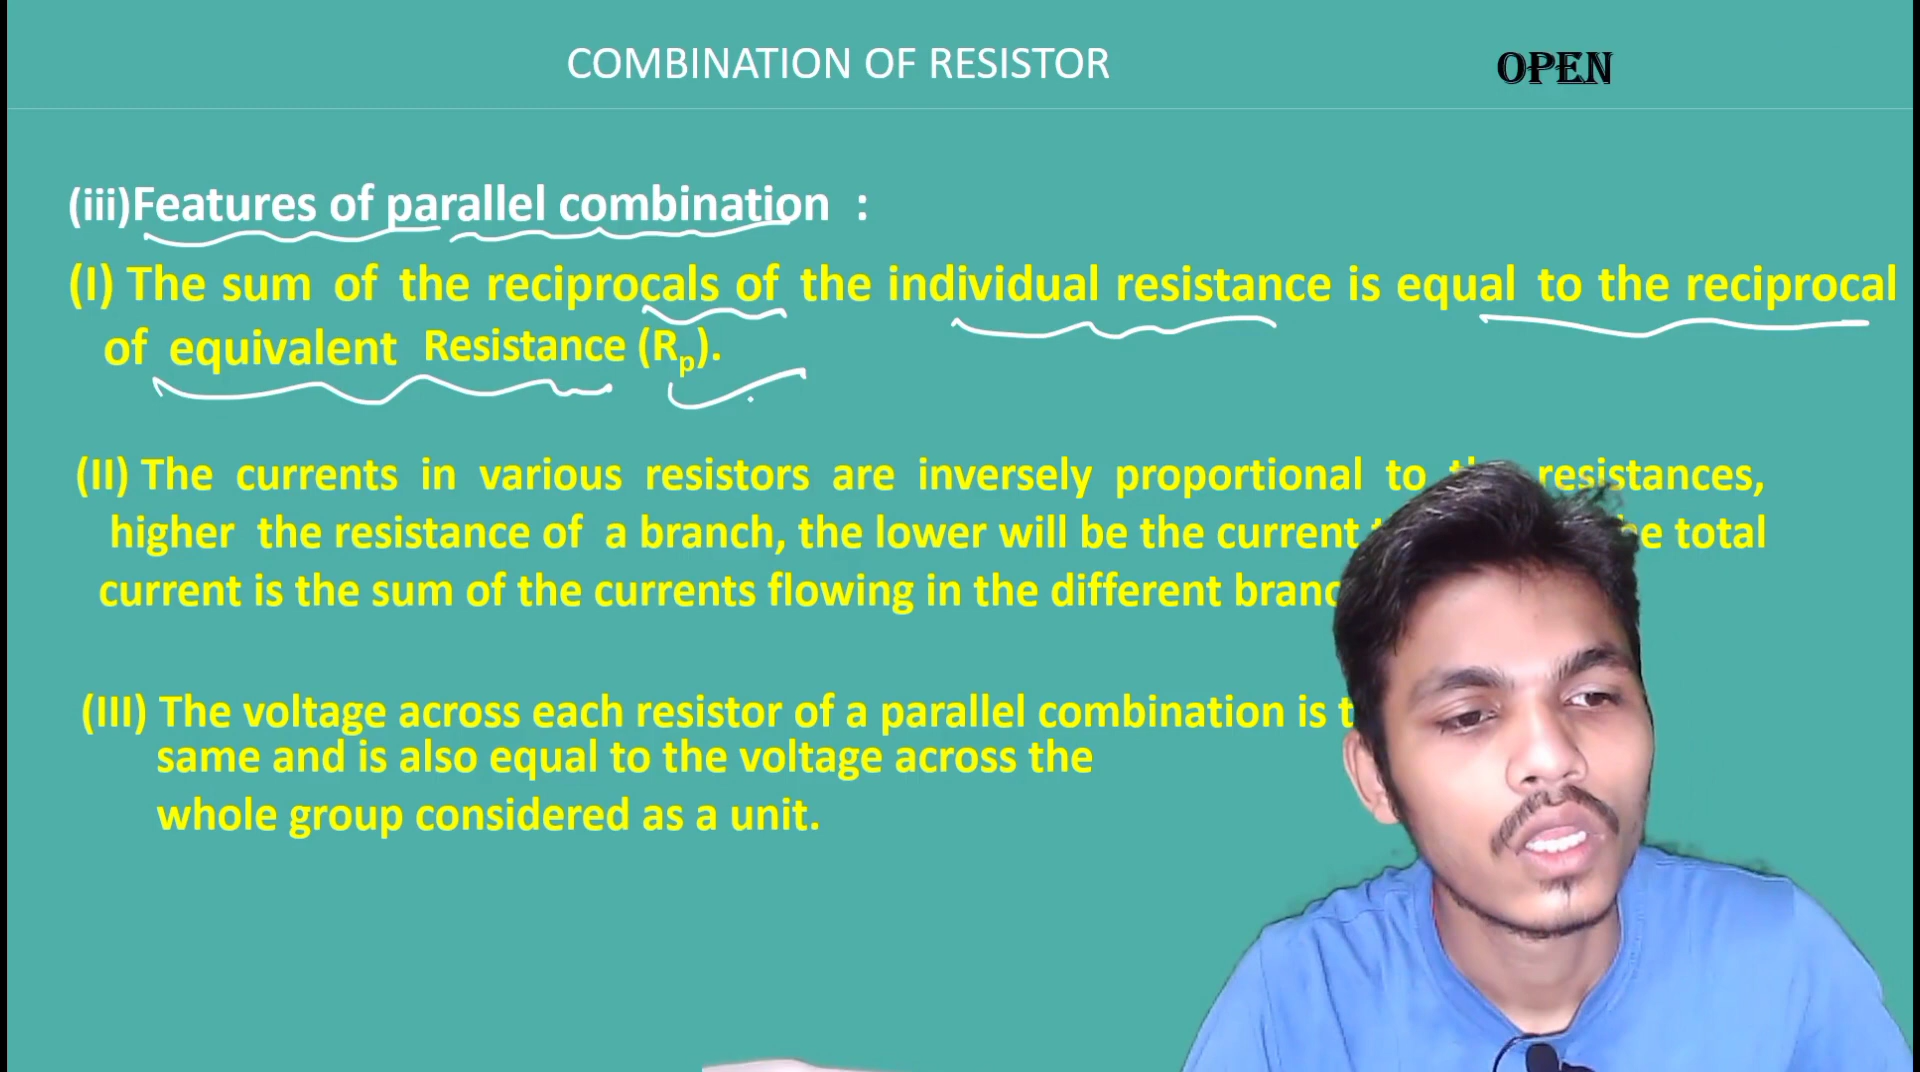 COMBINATION OF RESISTOR
OPEN
(iii)Features of parallel combination :
(I) The sum of the reciprocals of the individual resistance is equal to the reciprocal
of equivalent Resistance (Rp).
(II) The currents in various resistors are inversely proportional to resistances,
higher the resistance of a branch, the lower will be the current total
current is the sum of the currents flowing in the different
(III) The voltage across each resistor of a parallel combination is
same and is also equal to the voltage across the
whole group considered as a unit.